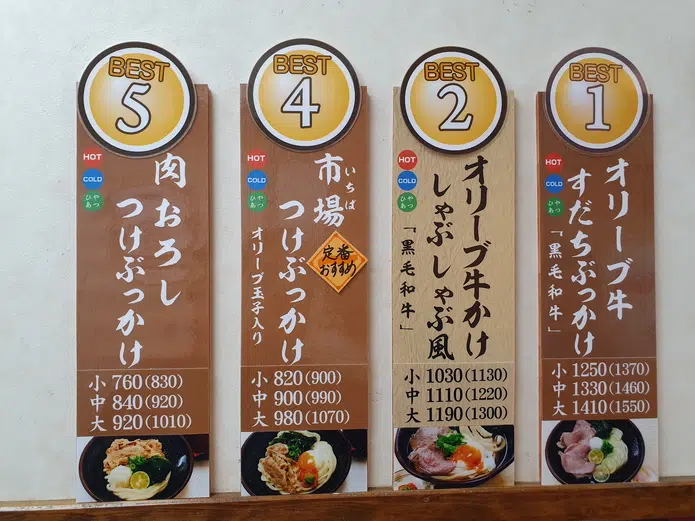 BEST
5
HOT
COLD
ひや
あつ
肉おろし
つけぶっかけ
小 760(830)
中 840(920)
大 920(1010)
BEST
4
HOT
COLD
ひや
あつ
市場
いちば
つけぶっかけ
オリーブ玉子入り
定番
おすすめ
小 820(900)
中 900(990)
大 980(1070)
BEST
2
HOT
COLD
ひや
あつ
オリーブ牛かけ
しゃぶしゃぶ風
「黒毛和牛」
小 1030(1130)
中 1110(1220)
大 1190(1300)
BEST
1
HOT
COLD
ひや
あつ
オリーブ牛
すだちぶっかけ
「黒毛和牛」
小 1250(1370)
中 1330(1460)
大 1410(1550)